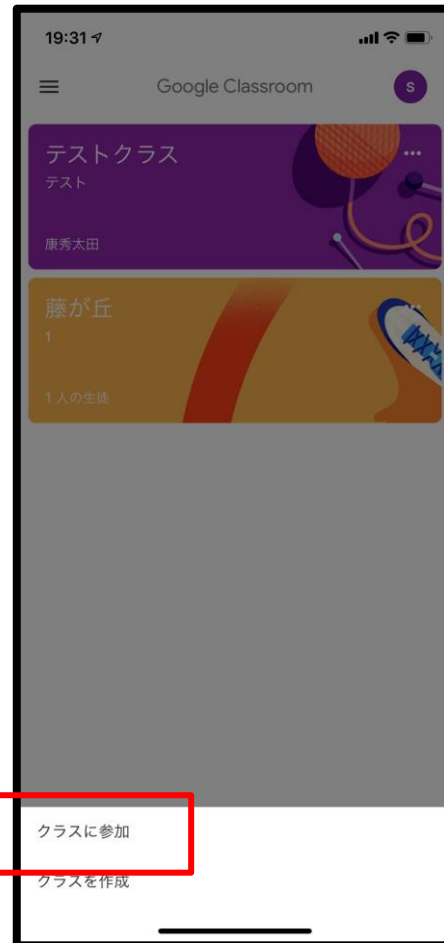 19:31
Google Classroom
S
テストクラス
テスト
康秀太田
藤が丘
1
1 人の生徒
クラスに参加
クラスを作成